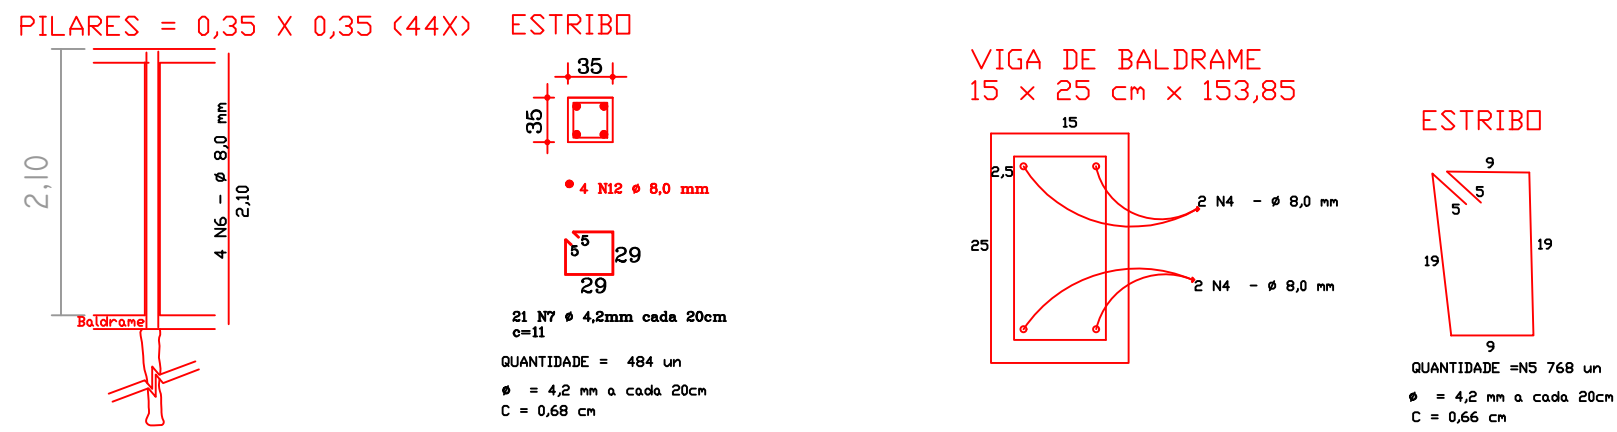 PILARES = 0,35 X 0,35 (44X)
2,10
4 N6 - Ø 8,0 mm
2,10
Baldrame
ESTRIBO
35
35
4 N12 Ø 8,0 mm
5
5
29
29
21 N7 Ø 4,2mm cada 20cm
c=11
QUANTIDADE = 484 un
Ø = 4,2 mm a cada 20cm
C = 0,68 cm
VIGA DE BALDRAME
15 x 25 cm x 153,85
15
2,5
25
2 N4 - Ø 8,0 mm
2 N4 - Ø 8,0 mm
ESTRIBO
9
5
5
19
19
9
QUANTIDADE =N5 768 un
Ø = 4,2 mm a cada 20cm
C = 0,66 cm